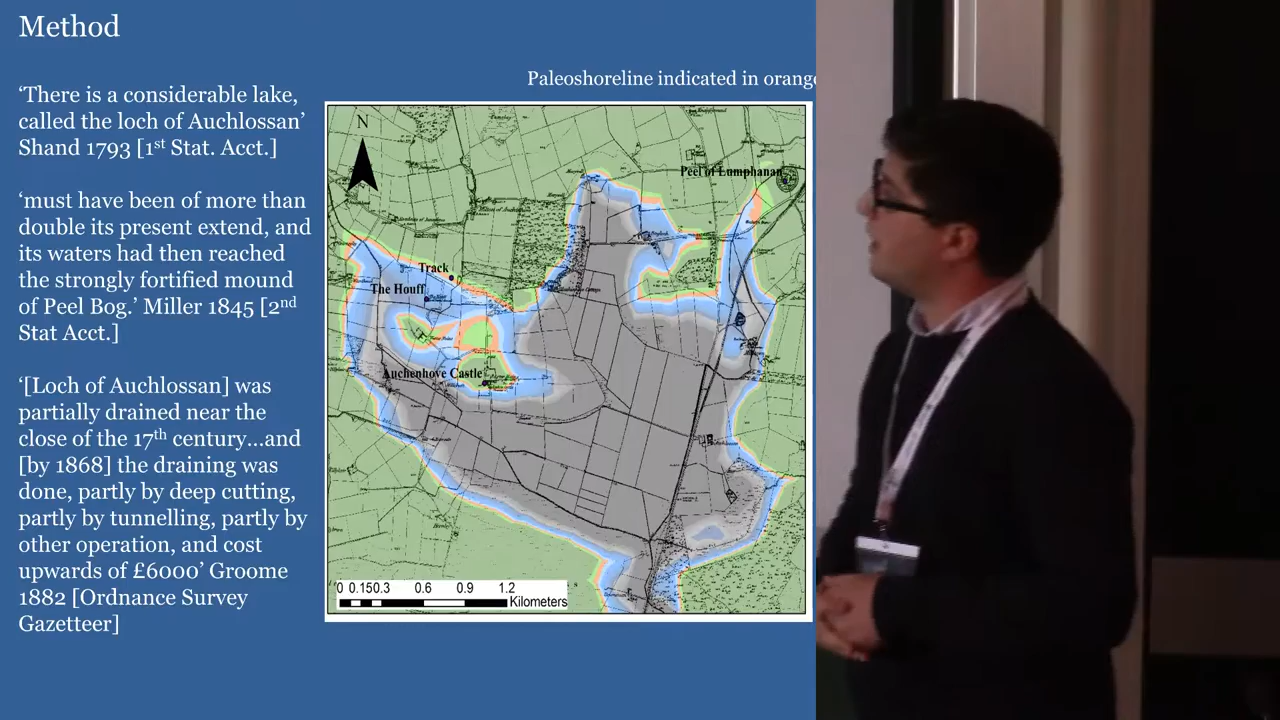 Method
Paleoshoreline indicated in orange
‘There is a considerable lake,
called the loch of Auchlossan’
Shand 1793 [1st Stat. Acct.]
‘must have been of more than
double its present extend, and
its waters had then reached
the strongly fortified mound
of Peel Bog.’ Miller 1845 [2nd
Stat Acct.]
‘[Loch of Auchlossan] was
partially drained near the
close of the 17th century...and
[by 1868] the draining was
done, partly by deep cutting,
partly by tunnelling, partly by
other operation, and cost
upwards of £6000’ Groome
1882 [Ordnance Survey
Gazetteer]
N
Peel of Lumphanan
Track
The Houff
Auchenhove Castle
0 0.15 0.3 0.6 0.9 1.2
Kilometers